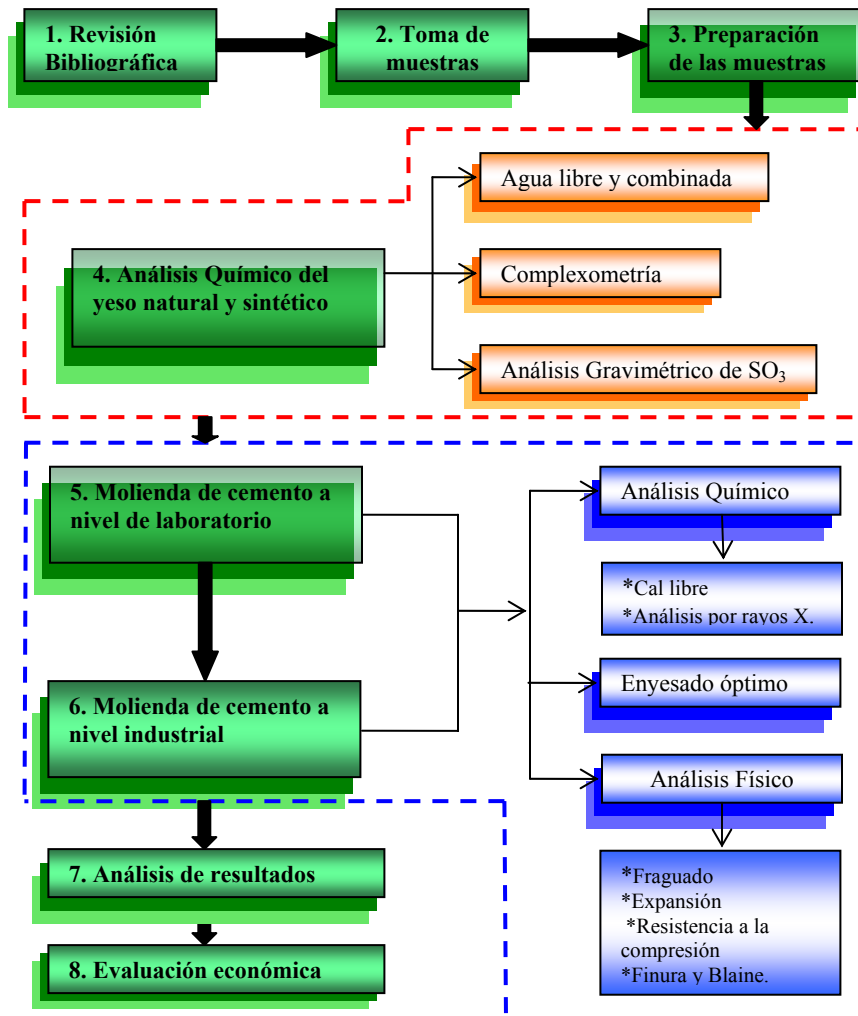 1. Revisión
Bibliográfica
2. Toma de
muestras
3. Preparación
de las muestras
Agua libre y combinada
4. Análisis Químico del
yeso natural y sintético
Complexometría
Análisis Gravimétrico de SO₃
5. Molienda de cemento a
nivel de laboratorio
Análisis Químico
*Cal libre
*Análisis por rayos X.
6. Molienda de cemento a
nivel industrial
Enyesado óptimo
Análisis Físico
*Fraguado
*Expansión
*Resistencia a la
compresión
*Finura y Blaine.
7. Análisis de resultados
8. Evaluación económica